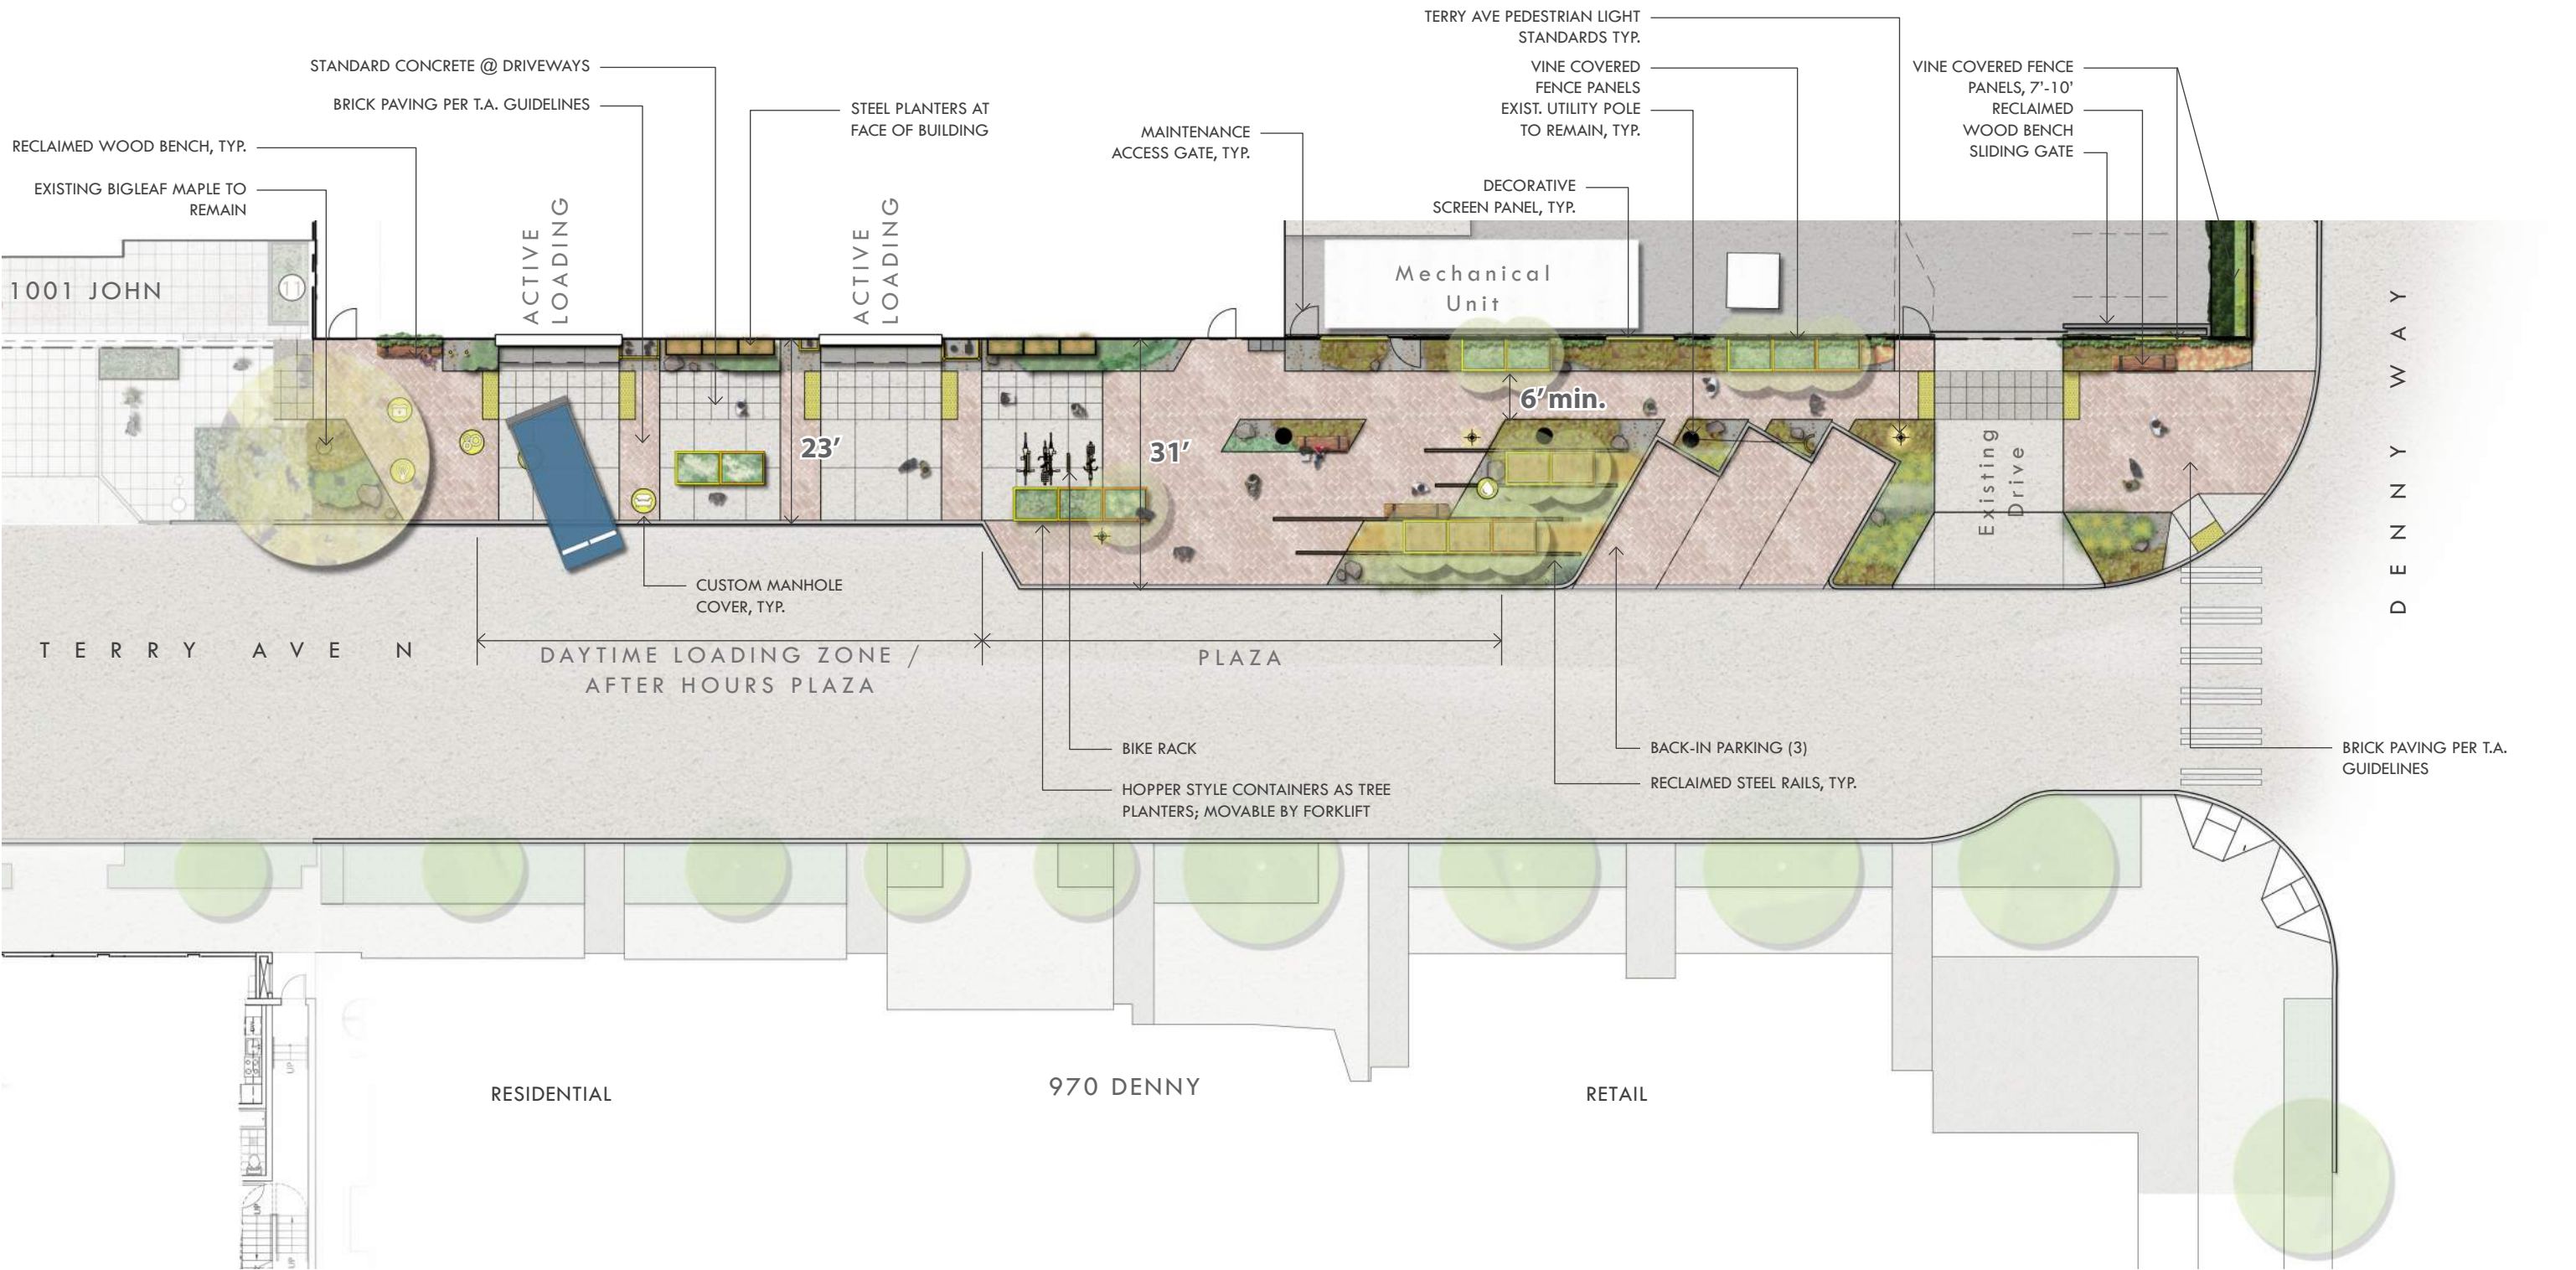 TERRY AVE PEDESTRIAN LIGHT
STANDARDS TYP.
STANDARD CONCRETE @ DRIVEWAYS
VINE COVERED
FENCE PANELS
VINE COVERED FENCE
PANELS, 7'-10'
BRICK PAVING PER T.A. GUIDELINES
STEEL PLANTERS AT
FACE OF BUILDING
EXIST. UTILITY POLE
TO REMAIN, TYP.
RECLAIMED
WOOD BENCH
MAINTENANCE
ACCESS GATE, TYP.
SLIDING GATE
RECLAIMED WOOD BENCH, TYP.
EXISTING BIGLEAF MAPLE TO
REMAIN
DECORATIVE
SCREEN PANEL, TYP.
ACTIVE
LOADING
ACTIVE
LOADING
Mechanical
Unit
1001 JOHN
11
DENNY WAY
6' min.
23'
31'
Existing
Drive
CUSTOM MANHOLE
COVER, TYP.
TERRY AVE N
DAYTIME LOADING ZONE /
AFTER HOURS PLAZA
PLAZA
BIKE RACK
BACK-IN PARKING (3)
BRICK PAVING PER T.A.
GUIDELINES
HOPPER STYLE CONTAINERS AS TREE
PLANTERS; MOVABLE BY FORKLIFT
RECLAIMED STEEL RAILS, TYP.
UP
RESIDENTIAL
970 DENNY
RETAIL
UP
UP